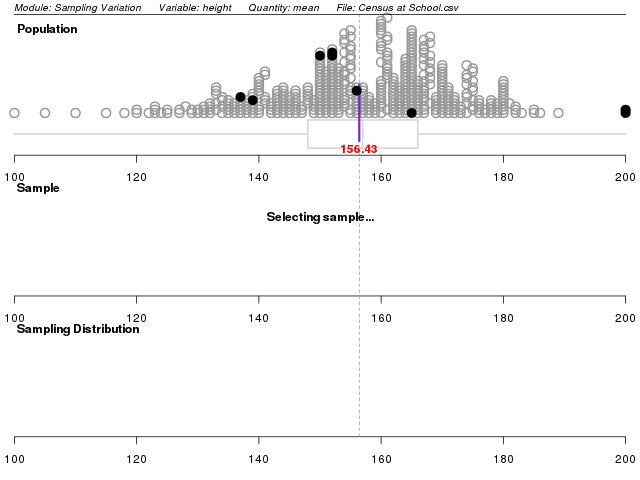 Module: Sampling Variation Variable: height Quantity: mean File: Census at School.csv
Population
156.43
100 120 140 160 180 200
Sample
Selecting sample...
100 120 140 160 180 200
Sampling Distribution
100 120 140 160 180 200